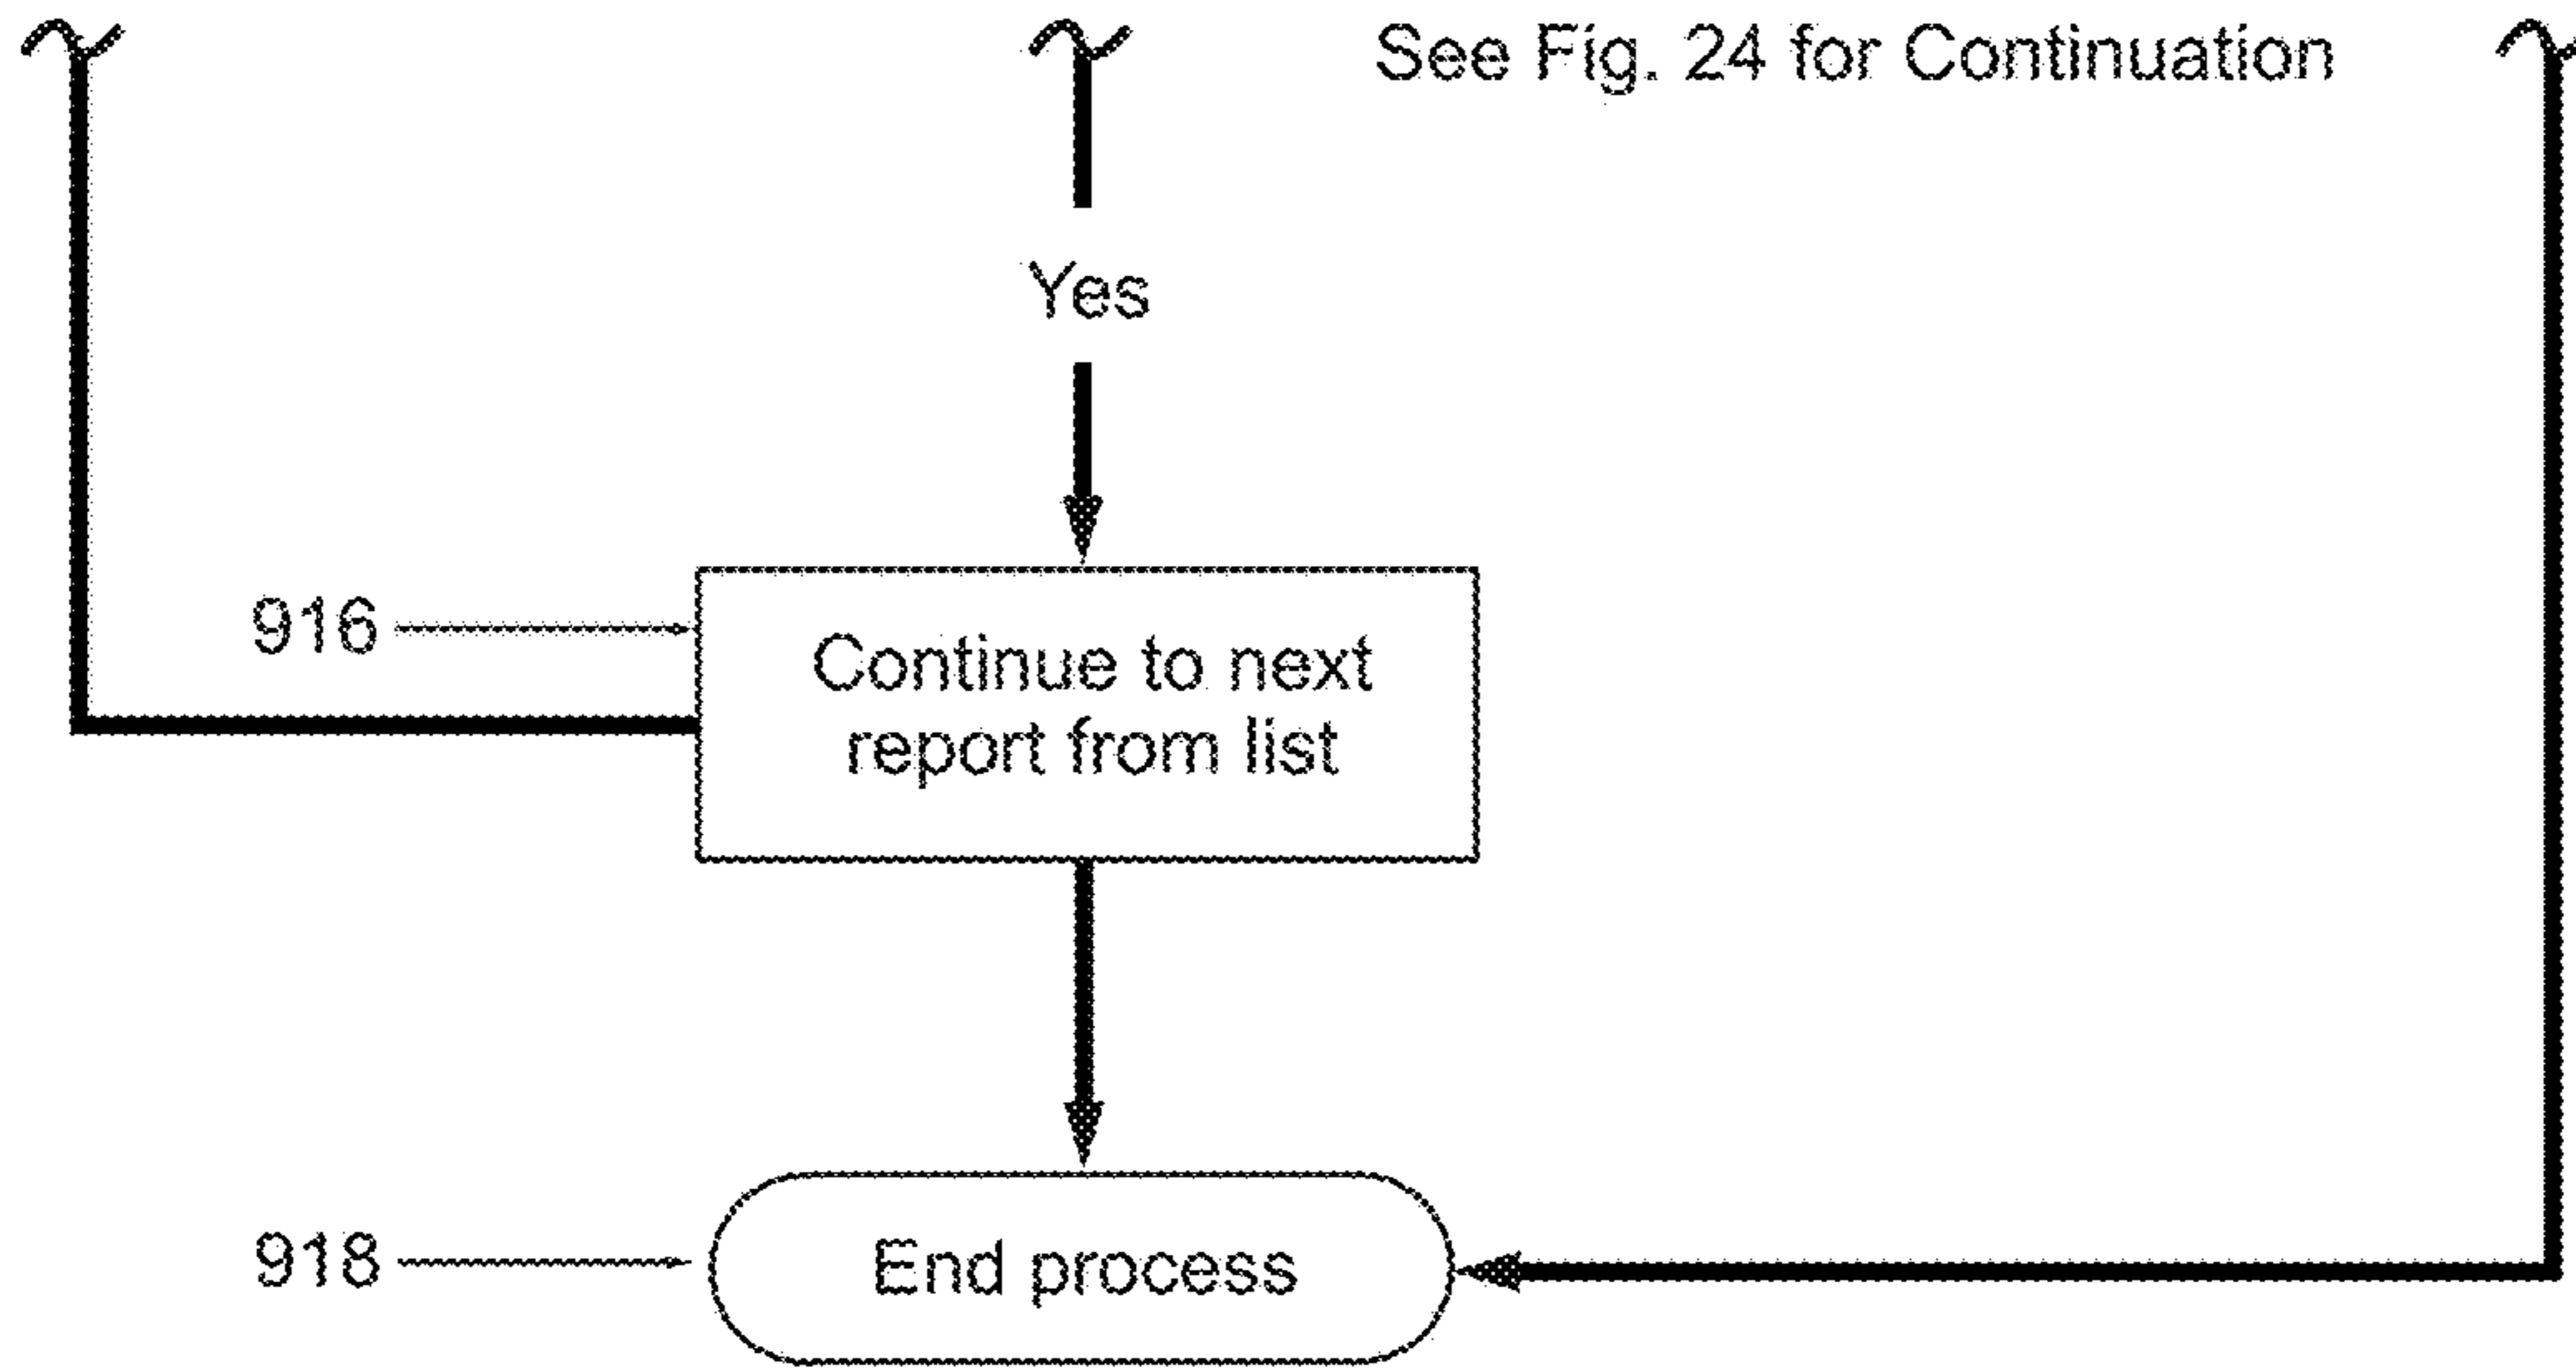 See Fig. 24 for Continuation
Yes
916
Continue to next
report from list
918
End process